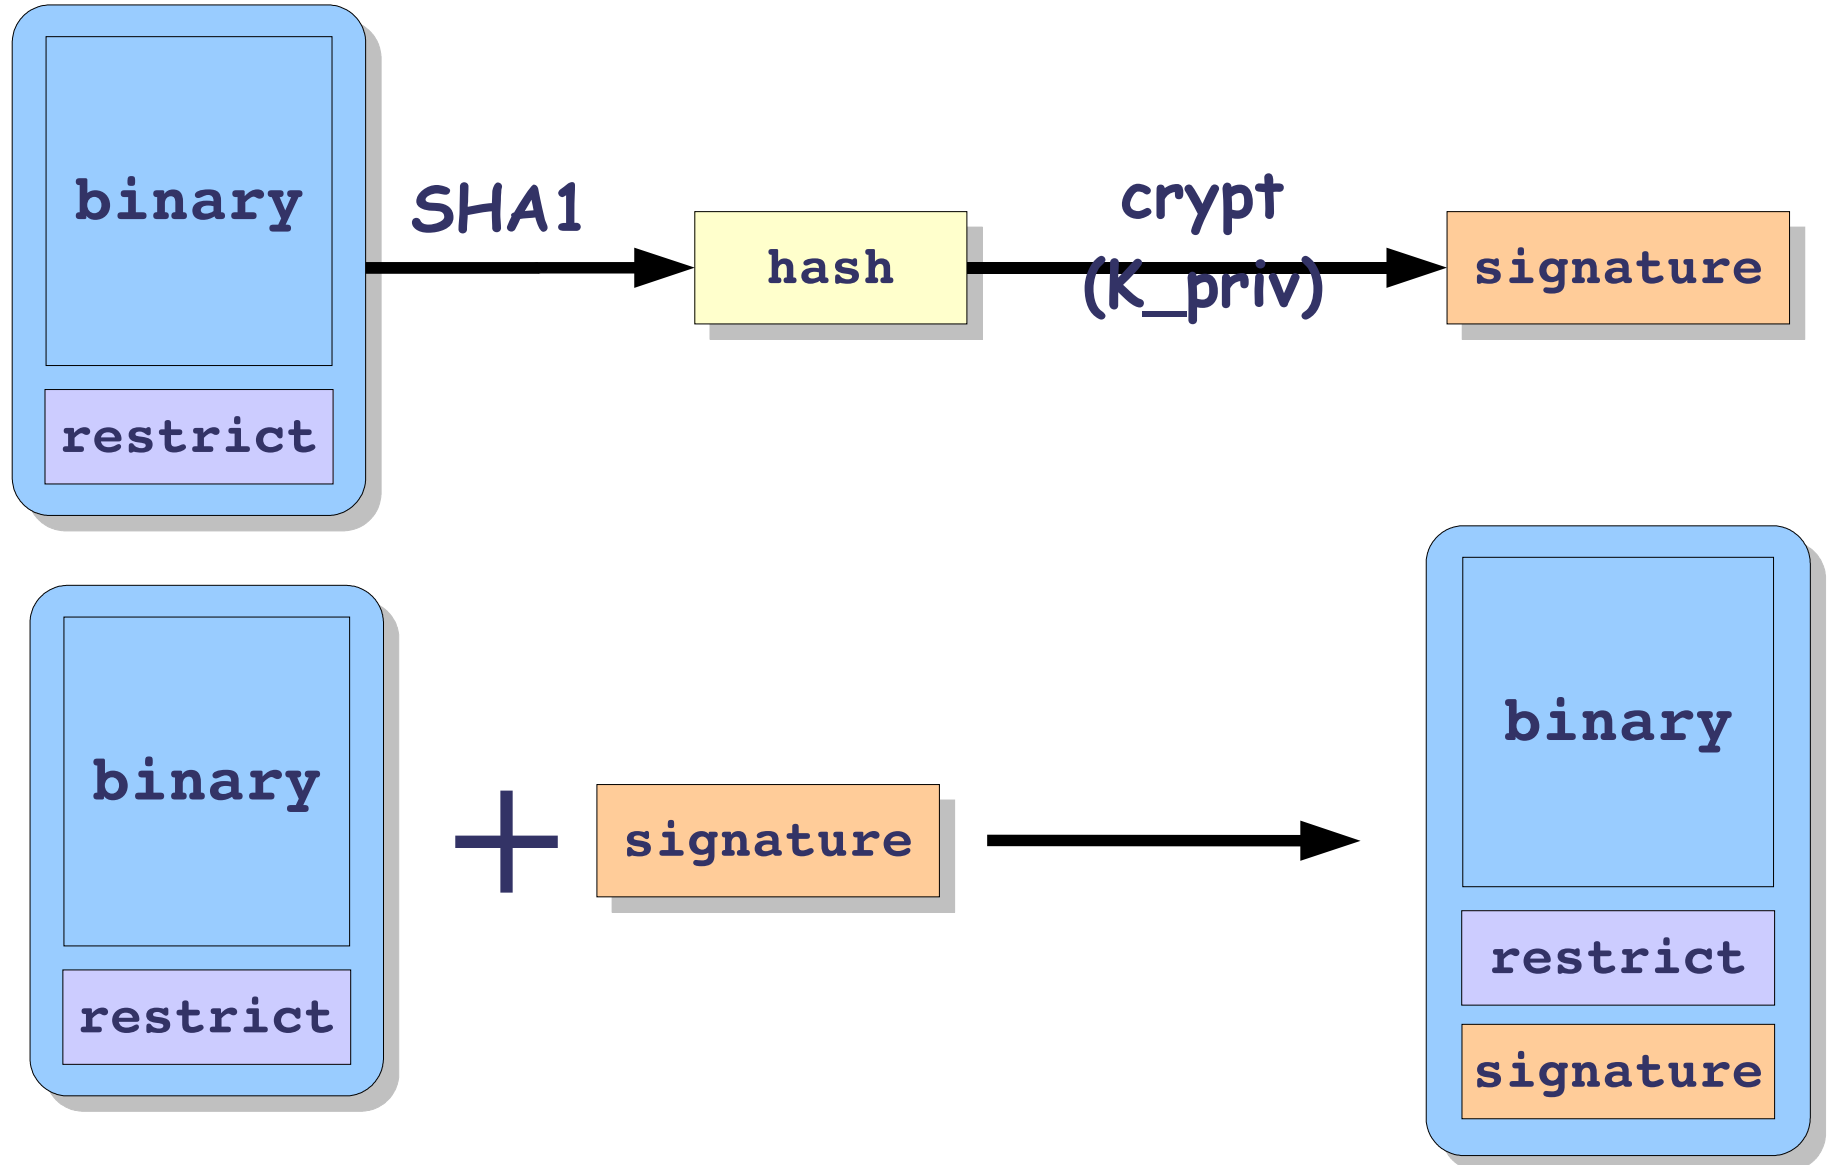 binary
restrict
SHA1
hash
crypt
(K_priv)
signature
binary
restrict
+
signature
binary
restrict
signature